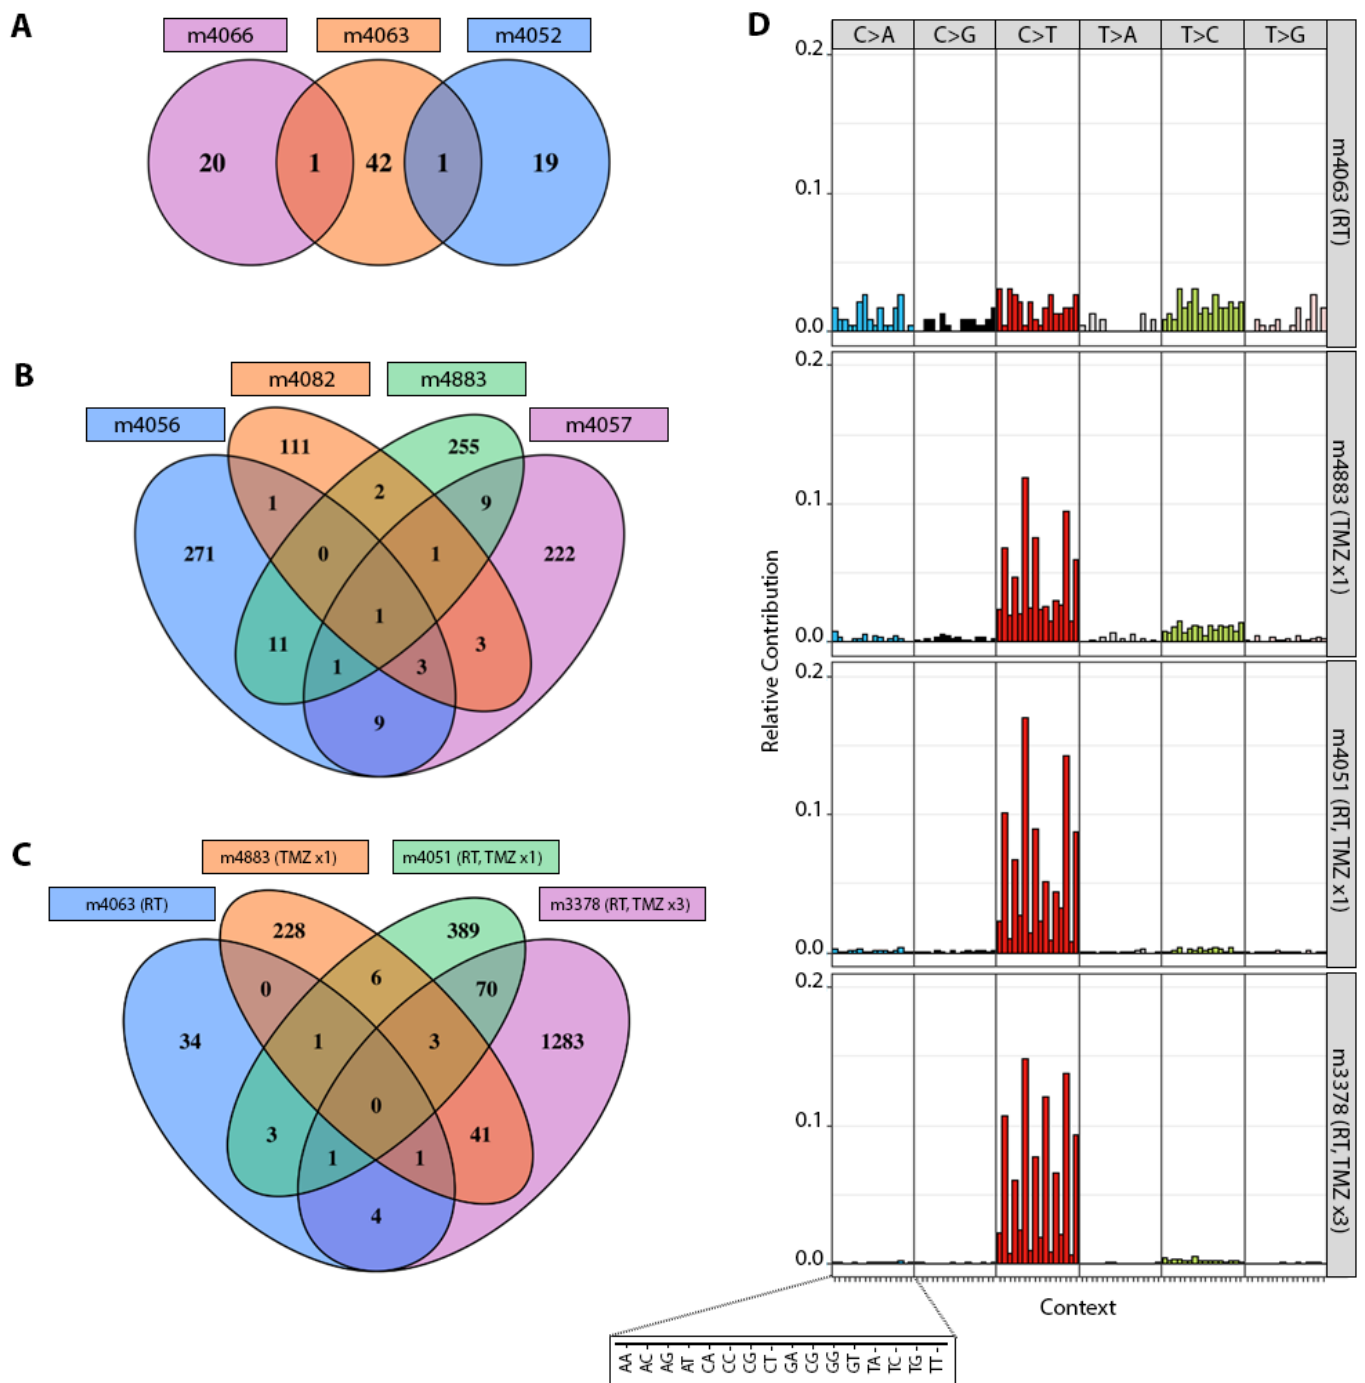 A
m4066 m4063 m4052
20 1 42 1 19
B
m4082 m4883
m4056 m4057
111 255
1 2 9
271 0 1 222
1
11 1 3 3
9
C
m4883 (TMZ x1) m4051 (RT, TMZ x1)
m4063 (RT) m3378 (RT, TMZ x3)
228 389
0 6 70
34 1 3 1283
0
3 1 1 41
4
D
C>A C>G C>T T>A T>C T>G
0.2
0.1
0.0
m4063 (RT)
0.2
0.1
0.0
m4883 (TMZ x1)
0.2
0.1
0.0
m4051 (RT, TMZ x1)
0.2
0.1
0.0
m3378 (RT, TMZ x3)
Relative Contribution
Context
AA AC AG AT CA CC CG CT GA CG GG GT TA TC TG TT